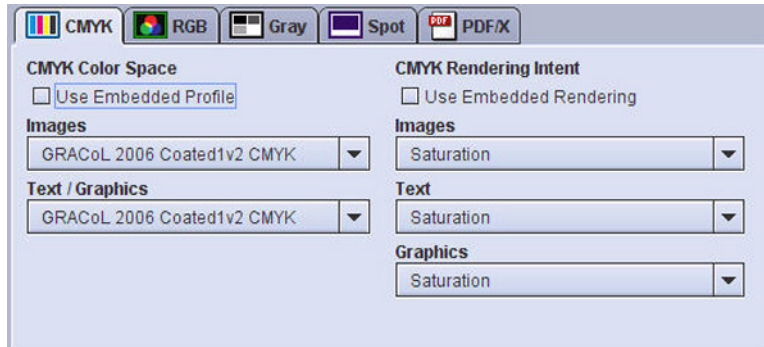 CMYK RGB Gray Spot PDF PDF/X
CMYK Color Space
Use Embedded Profile
Images
GRACoL 2006 Coated1v2 CMYK
Text / Graphics
GRACoL 2006 Coated1v2 CMYK
CMYK Rendering Intent
Use Embedded Rendering
Images
Saturation
Text
Saturation
Graphics
Saturation